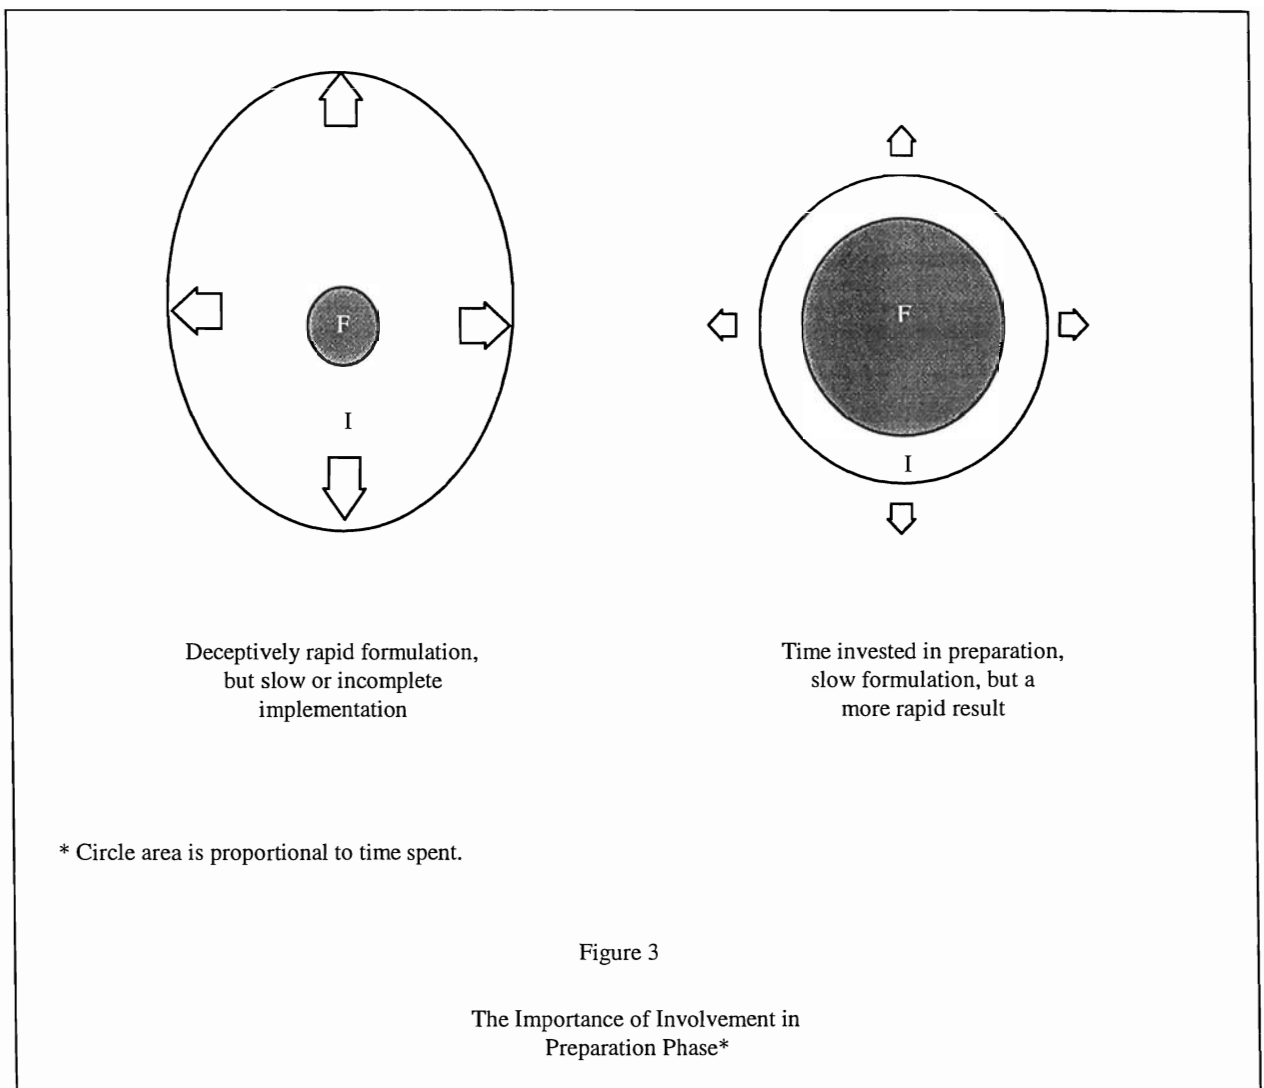 F
I
F
I
Deceptively rapid formulation,
but slow or incomplete
implementation
Time invested in preparation,
slow formulation, but a
more rapid result
* Circle area is proportional to time spent.
Figure 3
The Importance of Involvement in
Preparation Phase*